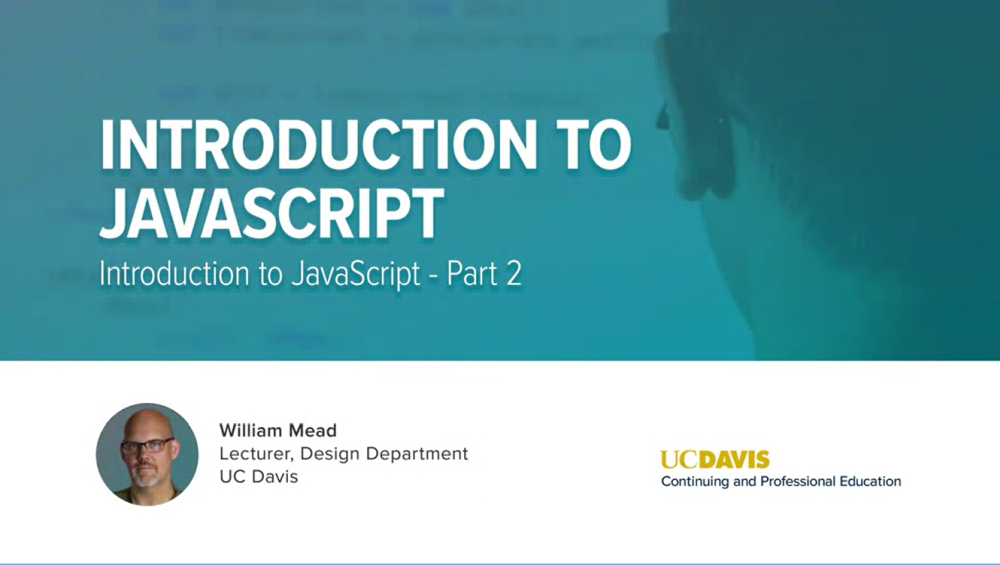 INTRODUCTION TO
JAVASCRIPT
Introduction to JavaScript - Part 2
William Mead
Lecturer, Design Department
UC Davis
UCDAVIS
Continuing and Professional Education